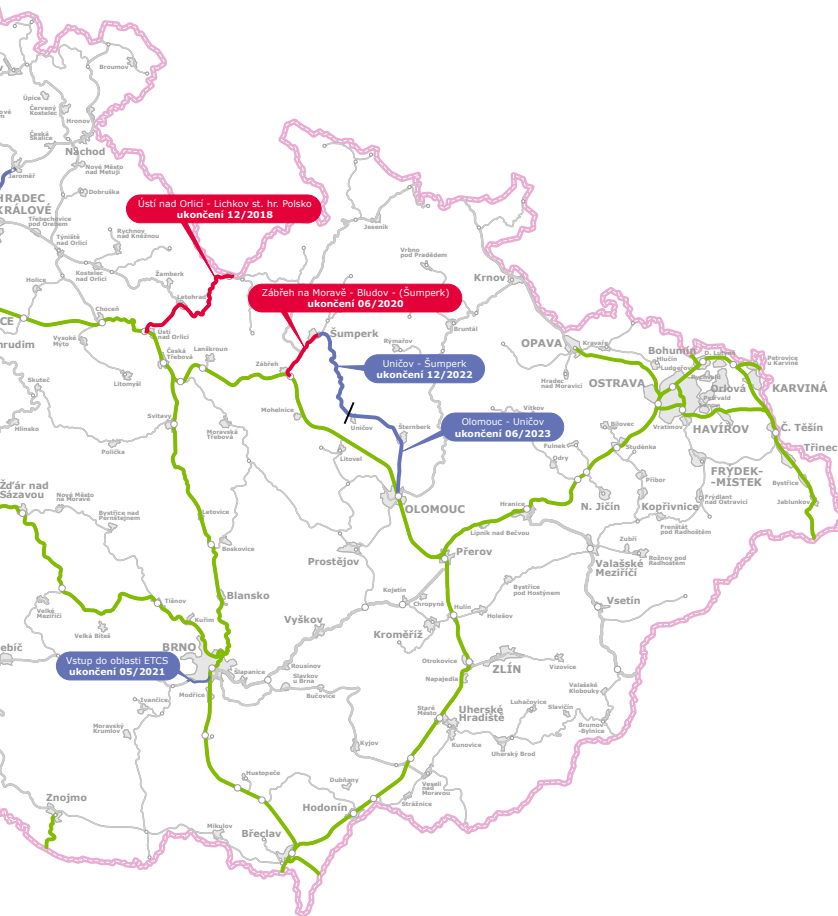 Broumov
Úpice
Červený
Kostelec
Hronov
Česká
Skalice
Náchod
Nové Město
nad Metují
Jaroměř
Dobruška
HRADEC
KRÁLOVÉ
Třebechovice
pod Orebem
Týniště
nad Orlicí
Rychnov
nad Kněžnou
Ústí nad Orlicí - Lichkov st. hr. Polsko
ukončení 12/2018
Jeseník
Vrbno
pod Pradědem
Krnov
Holice
Kostelec
nad Orlicí
Žamberk
Letohrad
Zábřeh na Moravě - Bludov - (Šumperk)
ukončení 06/2020
Choceň
CE
hrudim
Vysoké
Mýto
Ústí
nad Orlicí
Česká
Třebová
Lanškroun
Šumperk
Rýmařov
Bruntál
OPAVA
Kravaře
Bohumín
Hlučín
Ludgeřov
D. Lutyně
Petrovice
u Karviné
Zábřeh
Uničov - Šumperk
ukončení 12/2022
Hradec
nad Moravicí
OSTRAVA
Orlová
KARVINÁ
Petřvald
Skuteč
Litomyšl
Mohelnice
Uničov
Šternberk
Olomouc - Uničov
ukončení 06/2023
Vítkov
Bílovec
Vratimov
HAVÍŘOV
Č. Těšín
Třinec
Hlinsko
Svitavy
Moravská
Třebová
Polička
Litovel
Fulnek
Odry
Studénka
Příbor
FRÝDEK-
-MÍSTEK
Bystřice
Jablunkov
Žďár nad
Sázavou
Nové Město
na Moravě
Bystřice nad
Pernštejnem
Letovice
Boskovice
OLOMOUC
Hranice
N. Jičín
Kopřivnice
Frýdlant
nad Ostravicí
Frenštát
pod Radhoštěm
Lipník nad Bečvou
Zubří
Rožnov pod
Radhoštěm
Prostějov
Přerov
Valašské
Meziříčí
Velké
Meziříčí
Tišnov
Blansko
Kuřim
Velká Bíteš
Vyškov
Kojetín
Chropyně
Hulín
Kroměříž
Bystřice
pod Hostýnem
Holešov
Vsetín
ebíč
BRNO
Vstup do oblasti ETCS
ukončení 05/2021
Modřice
Šlapanice
Rousínov
Slavkov
u Brna
Bučovice
Otrokovice
Napajedla
ZLÍN
Vizovice
Valašské
Klobouky
Ivančice
Moravský
Krumlov
Staré
Město
Uherské
Hradiště
Luhačovice
Slavičín
Brumov
-Bylnice
Kunovice
Uherský Brod
Kyjov
Hustopeče
Dubňany
Veselí
nad
Moravou
Strážnice
Znojmo
Hodonín
Mikulov
Břeclav